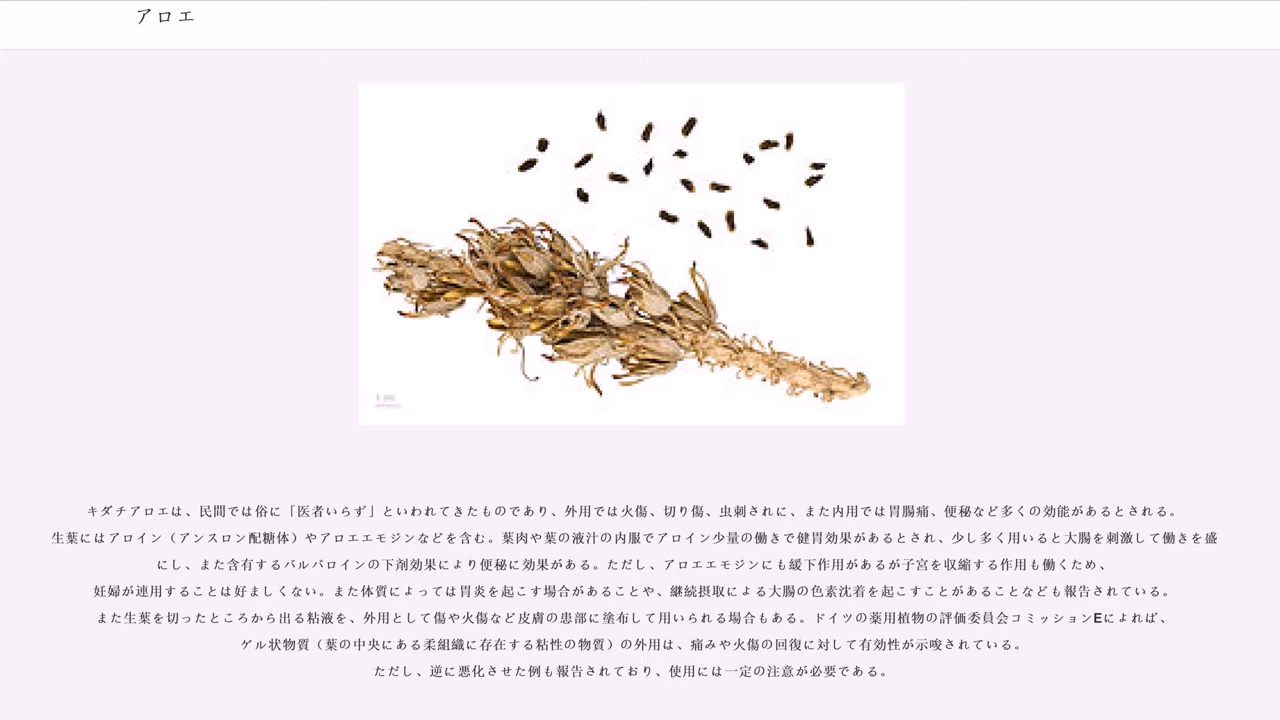 アロエ
キダチアロエは、民間では俗に「医者いらず」といわれてきたものであり、外用では火傷、切り傷、虫刺されに、また内用では胃腸痛、便秘など多くの効能があるとされる。
生葉にはアロイン（アンスロン配糖体）やアロエエモジンなどを含む。葉肉や葉の液汁の内服でアロイン少量の働きで健胃効果があるとされ、少し多く用いると大腸を刺激して働きを盛
にし、また含有するバルバロインの下剤効果により便秘に効果がある。ただし、アロエエモジンにも緩下作用があるが子宮を収縮する作用も働くため、
妊婦が連用することは好ましくない。また体質によっては胃炎を起こす場合があることや、継続摂取による大腸の色素沈着を起こすことがあることなども報告されている。
また生葉を切ったところから出る粘液を、外用として傷や火傷など皮膚の患部に塗布して用いられる場合もある。ドイツの薬用植物の評価委員会コミッションEによれば、
ゲル状物質（葉の中央にある柔組織に存在する粘性の物質）の外用は、痛みや火傷の回復に対して有効性が示唆されている。
ただし、逆に悪化させた例も報告されており、使用には一定の注意が必要である。